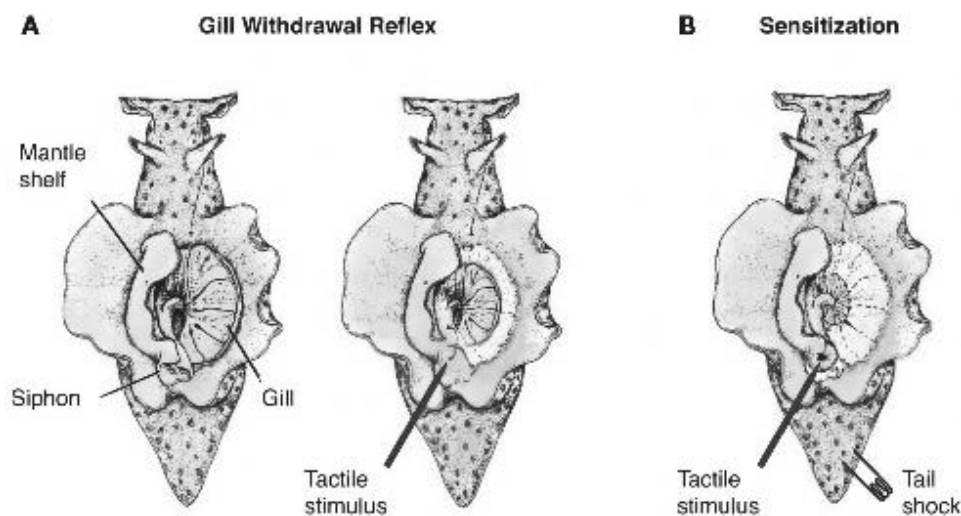 A Gill Withdrawal Reflex
B Sensitization
Mantle
shelf
Siphon
Gill
Tactile
stimulus
Tactile
stimulus
Tail
shock